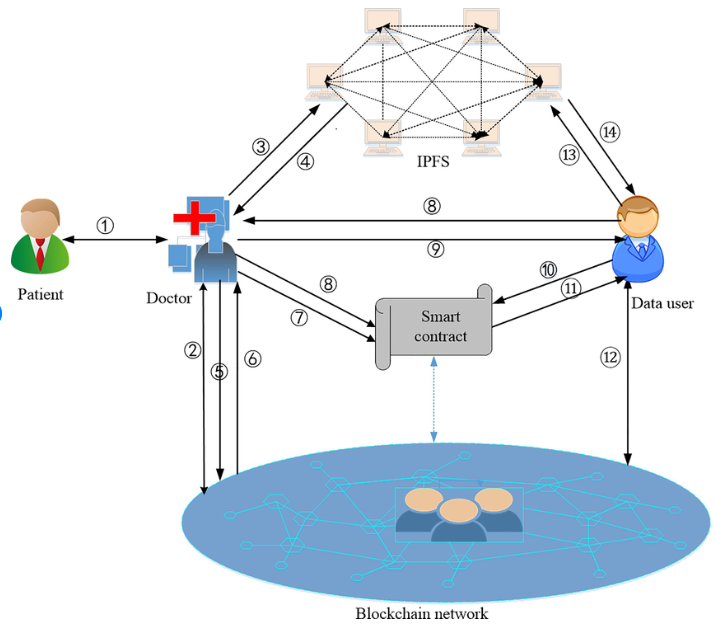 ③
④
IPFS
⑭
⑬
①
⑧
⑨
Patient
Doctor
Data user
⑧
⑦
⑩
⑪
Smart
contract
②
⑤
⑥
⑫
Blockchain network